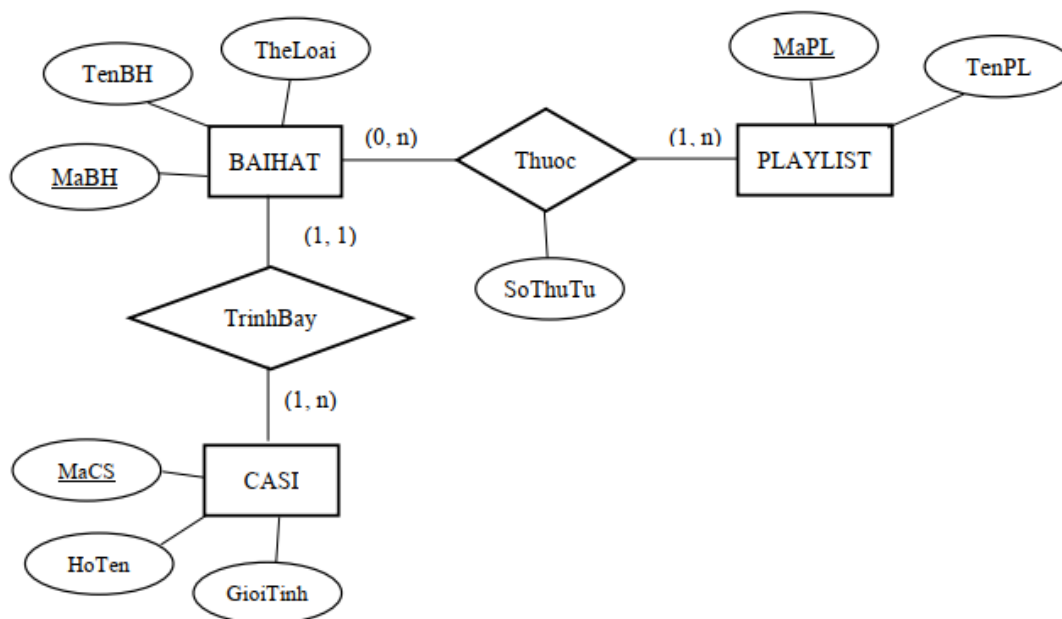 TheLoai
MaPL
TenBH
TenPL
(0, n)
(1, n)
BAIHAT
Thuoc
PLAYLIST
MaBH
(1, 1)
SoThuTu
TrinhBay
(1, n)
MaCS
CASI
HoTen
GioiTinh